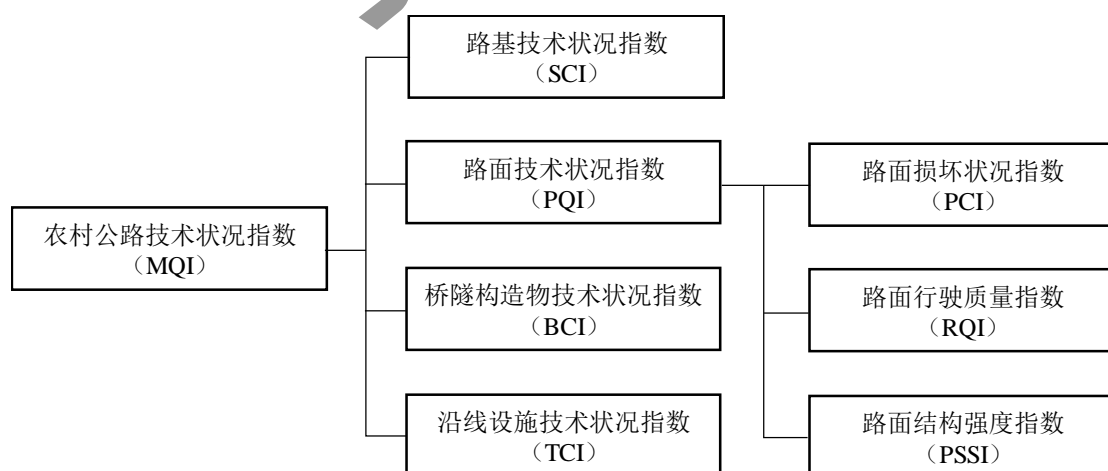 路基技术状况指数
（SCI）
路面技术状况指数
（PQI）
路面损坏状况指数
（PCI）
农村公路技术状况指数
（MQI）
桥隧构造物技术状况指数
（BCI）
路面行驶质量指数
（RQI）
沿线设施技术状况指数
（TCI）
路面结构强度指数
（PSSI）